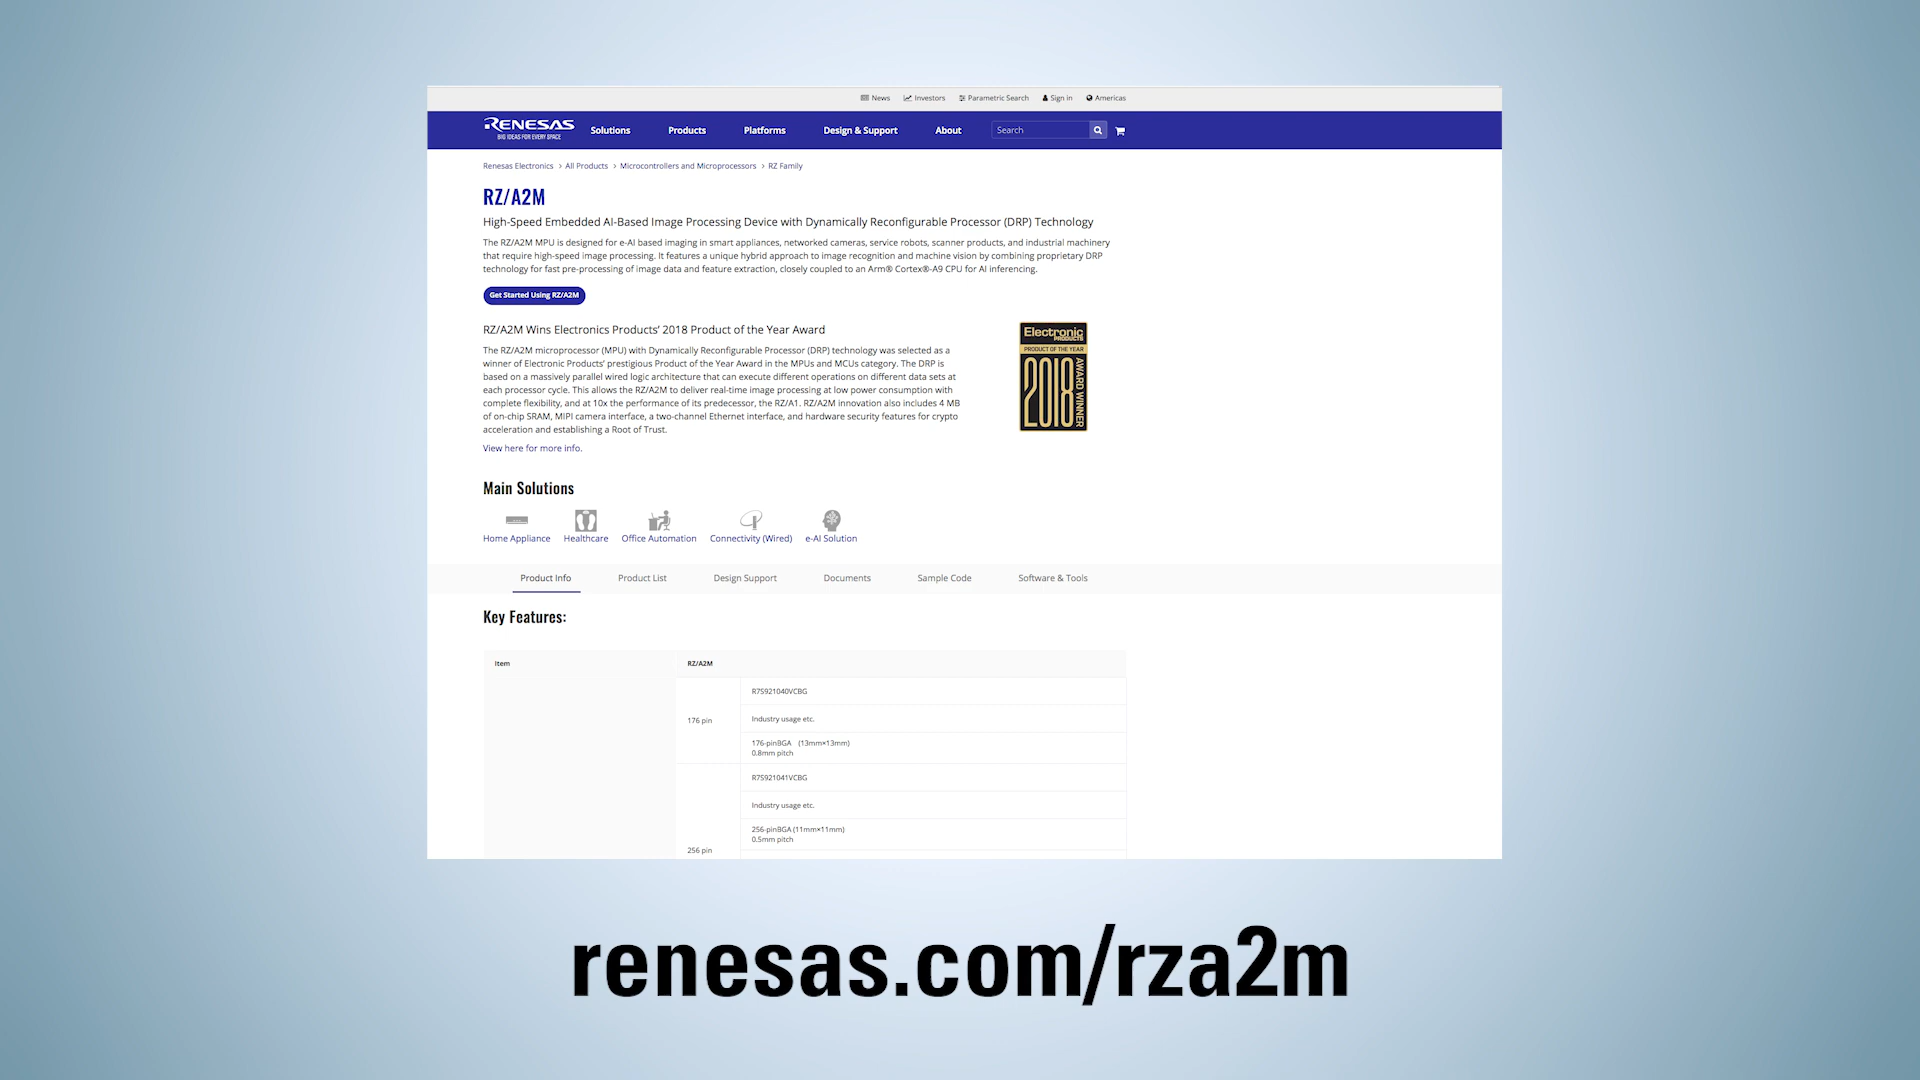 News Investors Parametric Search Sign in Americas
RENESAS
BIG IDEAS FOR EVERY SPACE
Solutions Products Platforms Design & Support About Search
Renesas Electronics > All Products > Microcontrollers and Microprocessors > RZ Family
RZ/A2M
High-Speed Embedded AI-Based Image Processing Device with Dynamically Reconfigurable Processor (DRP) Technology
The RZ/A2M MPU is designed for e-AI based imaging in smart appliances, networked cameras, service robots, scanner products, and industrial machinery
that require high-speed image processing. It features a unique hybrid approach to image recognition and machine vision by combining proprietary DRP
technology for fast pre-processing of image data and feature extraction, closely coupled to an Arm® Cortex®-A9 CPU for AI inferencing.
Get Started Using RZ/A2M
RZ/A2M Wins Electronics Products' 2018 Product of the Year Award
The RZ/A2M microprocessor (MPU) with Dynamically Reconfigurable Processor (DRP) technology was selected as a
winner of Electronic Products' prestigious Product of the Year Award in the MPUs and MCUs category. The DRP is
based on a massively parallel wired logic architecture that can execute different operations on different data sets at
each processor cycle. This allows the RZ/A2M to deliver real-time image processing at low power consumption with
complete flexibility, and at 10x the performance of its predecessor, the RZ/A1. RZ/A2M innovation also includes 4 MB
of on-chip SRAM, MIPI camera interface, a two-channel Ethernet interface, and hardware security features for crypto
acceleration and establishing a Root of Trust.
View here for more info.
Electronic
PRODUCTS
PRODUCT OF THE YEAR
2018
AWARD WINNER
Main Solutions
Home Appliance Healthcare Office Automation Connectivity (Wired) e-AI Solution
Product Info Product List Design Support Documents Sample Code Software & Tools
Key Features:
Item RZ/A2M
176 pin
R7S921040VCBG
Industry usage etc.
176-pinBGA (13mm×13mm)
0.8mm pitch
256 pin
R7S921041VCBG
Industry usage etc.
256-pinBGA (11mm×11mm)
0.5mm pitch
renesas.com/rza2m